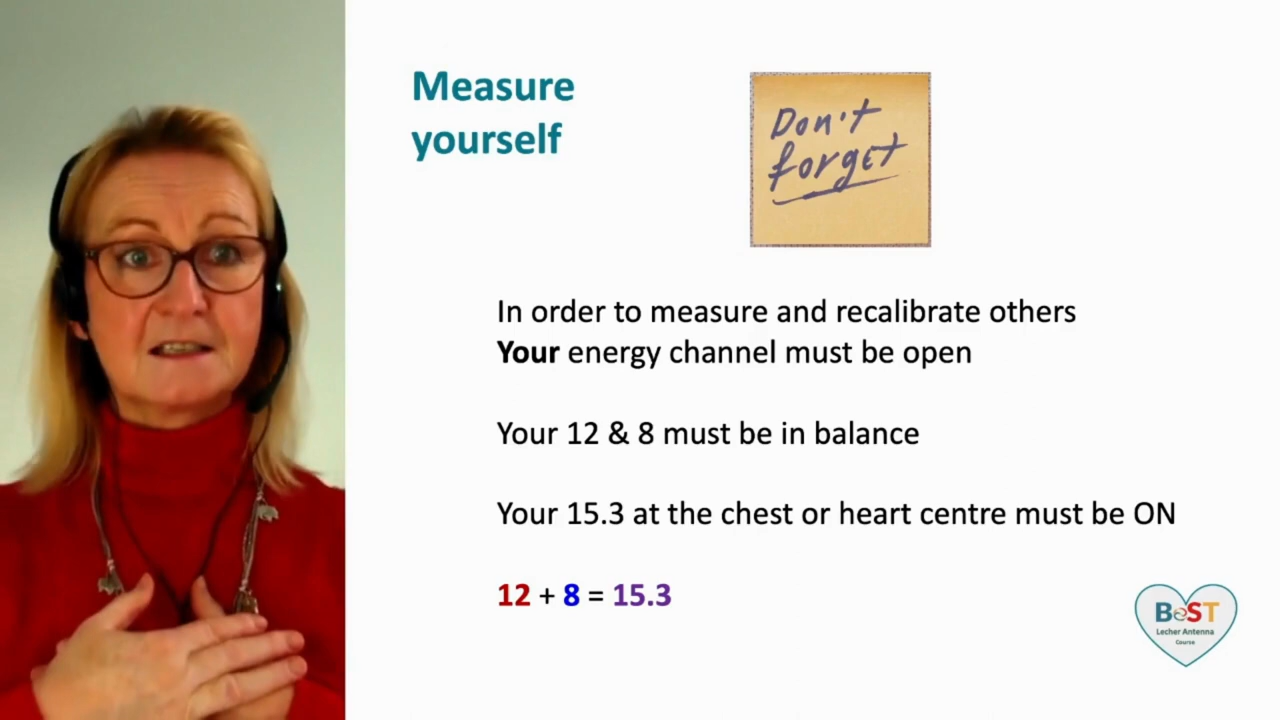 Measure
yourself
Don't
forget
In order to measure and recalibrate others
Your energy channel must be open
Your 12 & 8 must be in balance
Your 15.3 at the chest or heart centre must be ON
12 + 8 = 15.3
BeST
Lecher Antenna
Course